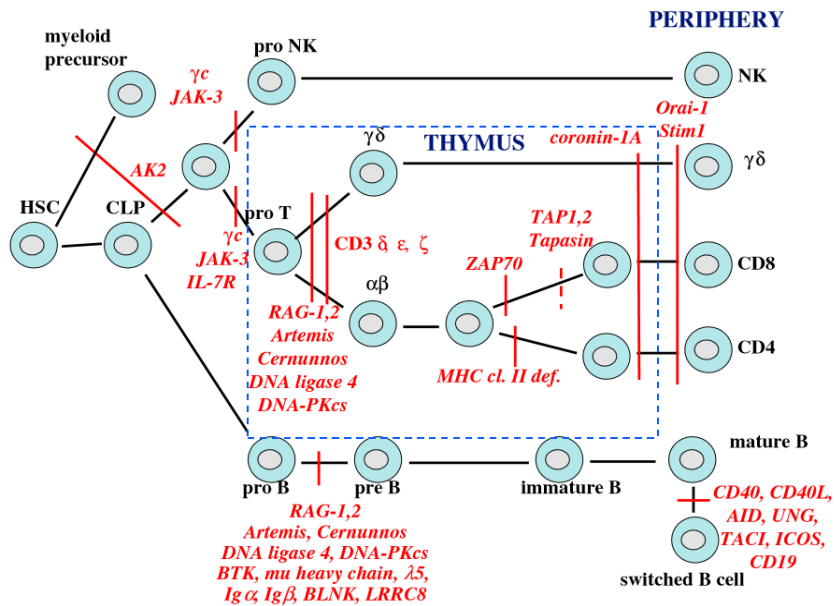 PERIPHERY
myeloid
precursor
pro NK
NK
γc
JAK-3
Orai-1
Stim1
THYMUS
coronin-1A
γδ
γδ
AK2
HSC
CLP
pro T
γc
JAK-3
IL-7R
CD3 δ, ε, ζ
TAP1,2
Tapasin
ZAP70
CD8
αβ
RAG-1,2
Artemis
Cernunnos
DNA ligase 4
DNA-PKcs
CD4
MHC cl. II def.
mature B
pro B
pre B
immature B
CD40, CD40L,
AID, UNG,
TACI, ICOS,
CD19
switched B cell
RAG-1,2
Artemis, Cernunnos
DNA ligase 4, DNA-PKcs
BTK, mu heavy chain, λ5,
Igα, Igβ, BLNK, LRRC8